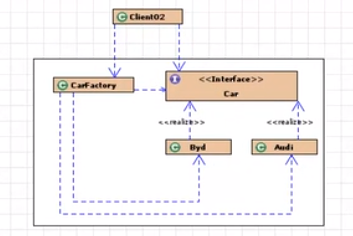 Client02
CarFactory
<<Interface>>
Car
<<realize>>
<<realize>>
Byd
Audi